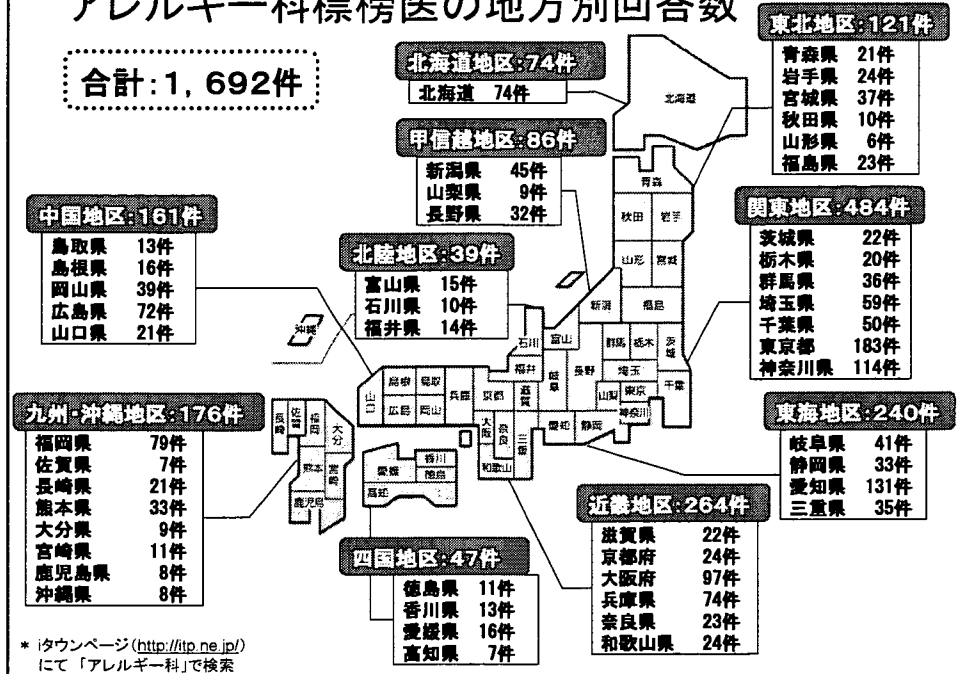 アレルギー科標榜医の地方別回答数
合計:1,692件
北海道地区:74件
北海道 74件
東北地区:121件
青森県 21件
岩手県 24件
宮城県 37件
秋田県 10件
山形県 6件
福島県 23件
甲信越地区:86件
新潟県 45件
山梨県 9件
長野県 32件
関東地区:484件
茨城県 22件
栃木県 20件
群馬県 36件
埼玉県 59件
千葉県 50件
東京都 183件
神奈川県 114件
中国地区:161件
鳥取県 13件
島根県 16件
岡山県 39件
広島県 72件
山口県 21件
北陸地区:39件
富山県 15件
石川県 10件
福井県 14件
九州・沖縄地区:176件
福岡県 79件
佐賀県 7件
長崎県 21件
熊本県 33件
大分県 9件
宮崎県 11件
鹿児島県 8件
沖縄県 8件
東海地区:240件
岐阜県 41件
静岡県 33件
愛知県 131件
三重県 35件
近畿地区:264件
滋賀県 22件
京都府 24件
大阪府 97件
兵庫県 74件
奈良県 23件
和歌山県 24件
四国地区:47件
徳島県 11件
香川県 13件
愛媛県 16件
高知県 7件
北海道
青森
秋田 岩手
山形 宮城
新潟 福島
沖縄
石川 富山 群馬 栃木 茨城
福井 岐阜 長野 埼玉
山梨 東京 千葉
神奈川
山口 島根 鳥取 兵庫 京都 滋賀
広島 岡山
大阪 奈良 三重 愛知 静岡
和歌山
長崎 佐賀 福岡 大分
熊本 宮崎
鹿児島
愛媛 香川
徳島
高知
* iタウンページ(http://itp.ne.jp/)
にて「アレルギー科」で検索